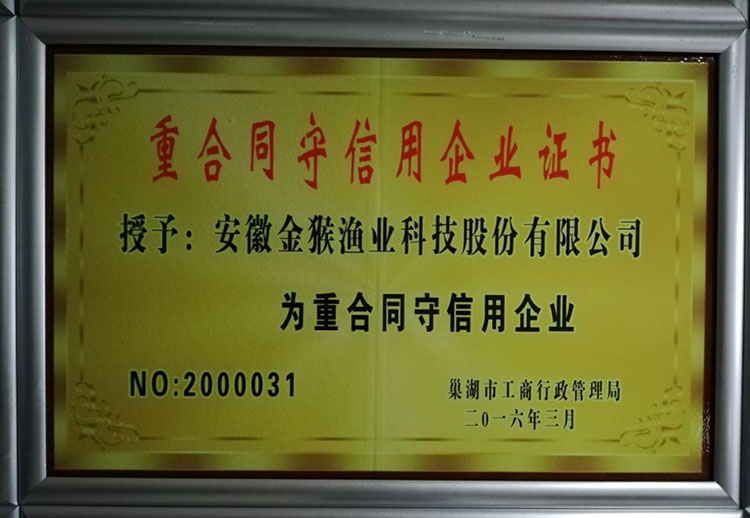 重合同守信用企业证书
授予：安徽金猴渔业科技股份有限公司
为重合同守信用企业
NO:2000031
巢湖市工商行政管理局
二〇一六年三月